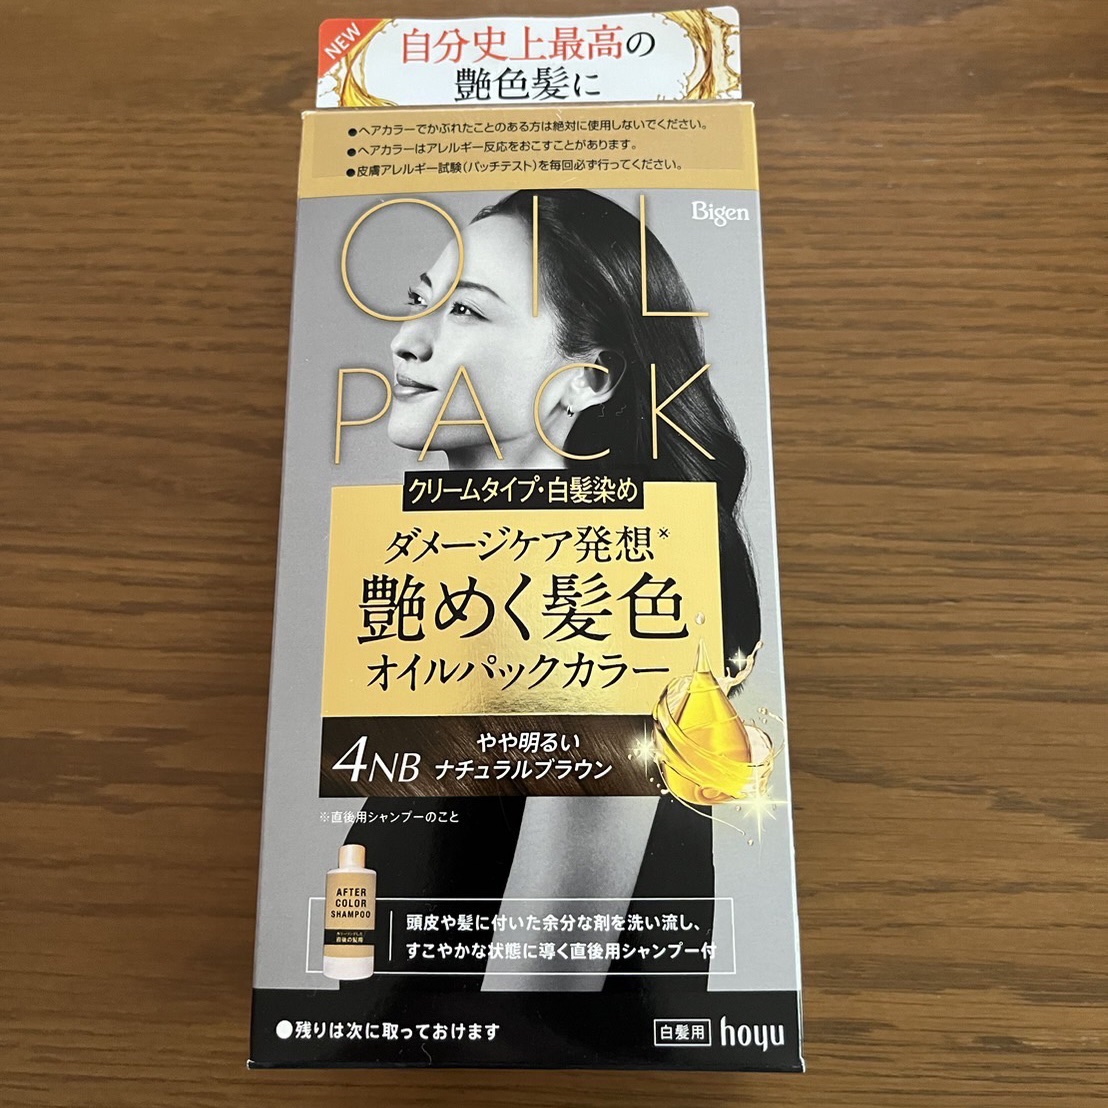 NEW
自分史上最高の
艶色髪に
●ヘアカラーでかぶれたことのある方は絶対に使用しないでください。
●ヘアカラーはアレルギー反応をおこすことがあります。
●皮膚アレルギー試験(パッチテスト)を毎回必ず行ってください。
Bigen
OIL
PACK
クリームタイプ・白髪染め
ダメージケア発想※
艶めく髪色
オイルパックカラー
4NB
やや明るい
ナチュラルブラウン
※直後用シャンプーのこと
AFTER
COLOR
SHAMPOO
直後の髪用
頭皮や髪に付いた余分な剤を洗い流し、
すこやかな状態に導く直後用シャンプー付
●残りは次に取っておけます
白髪用
hoyu